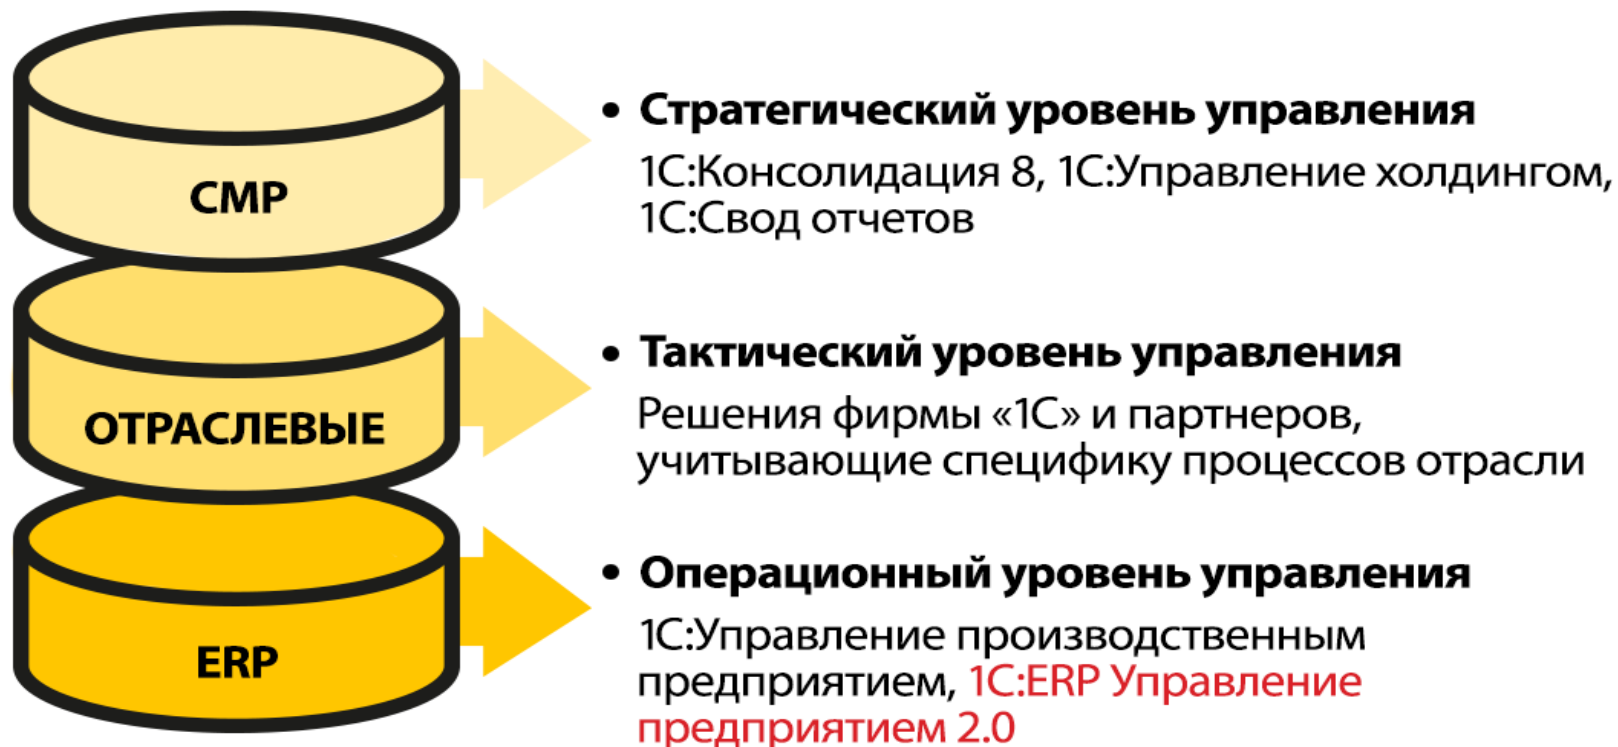 CMP
• Стратегический уровень управления
1С:Консолидация 8, 1С:Управление холдингом,
1С:Свод отчетов
ОТРАСЛЕВЫЕ
• Тактический уровень управления
Решения фирмы «1С» и партнеров,
учитывающие специфику процессов отрасли
ERP
• Операционный уровень управления
1С:Управление производственным
предприятием, 1С:ERP Управление
предприятием 2.0